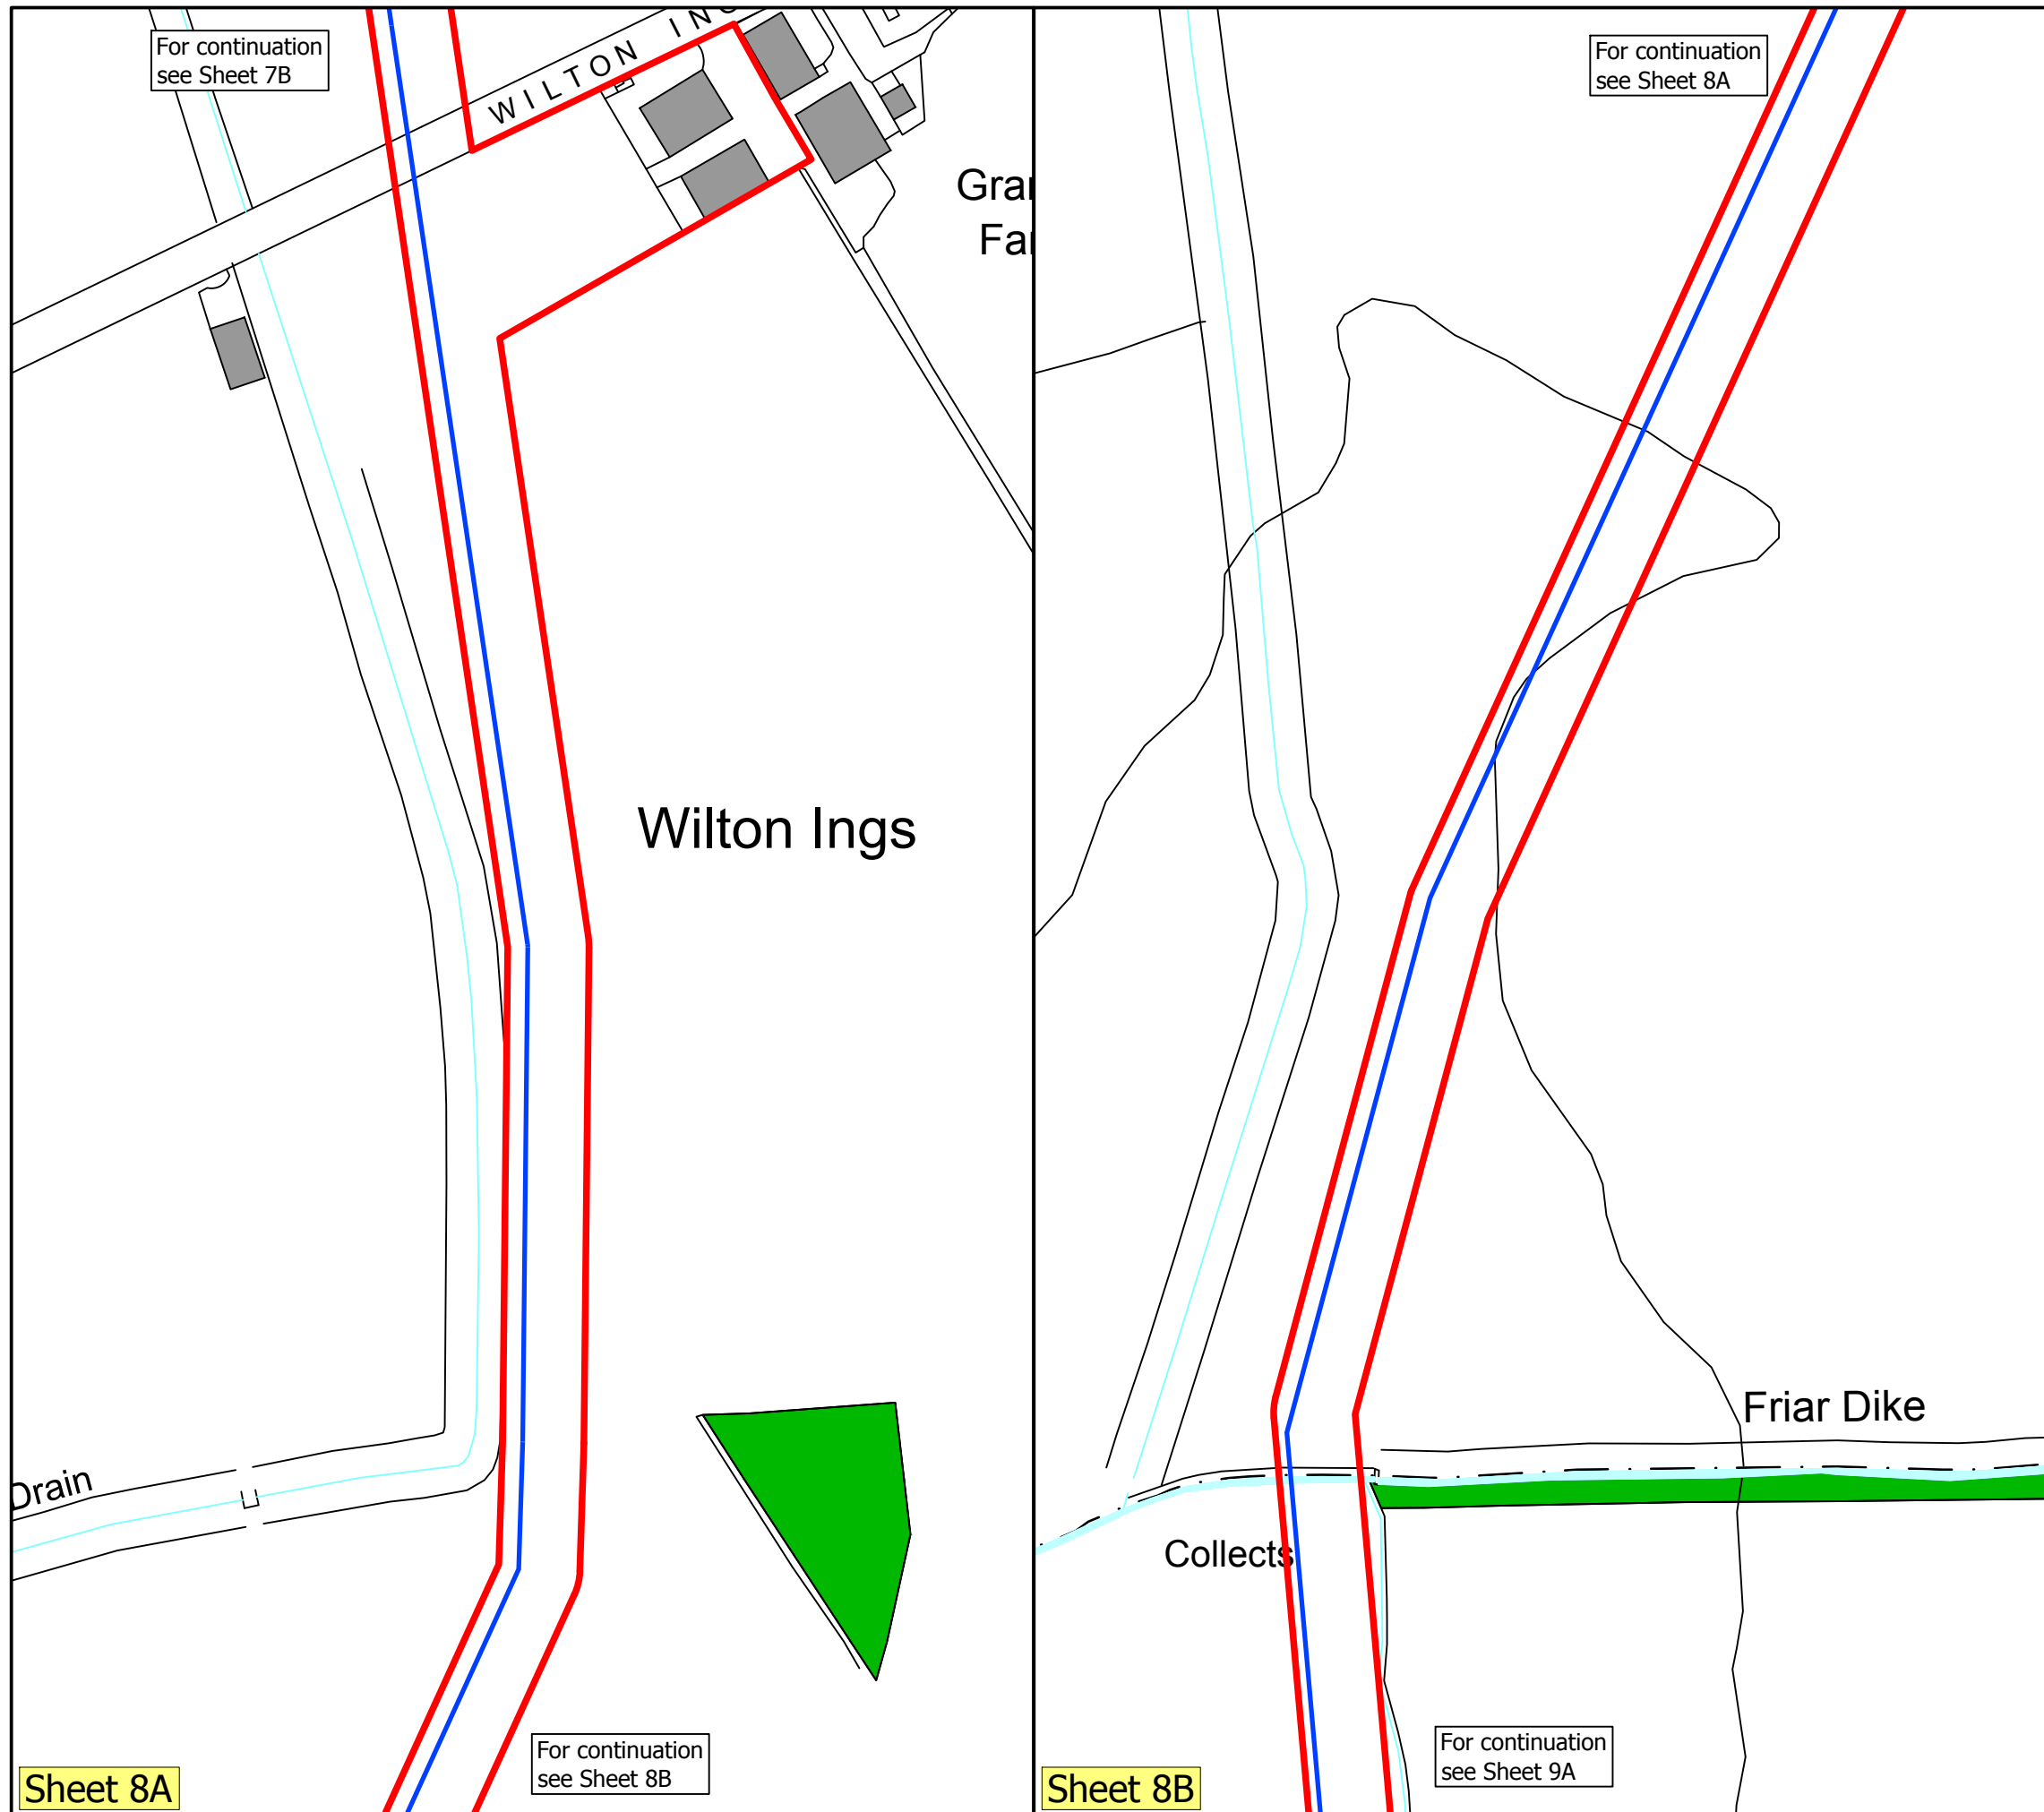 For continuation
see Sheet 7B
WILTON
Wilton Ings
Drain
For continuation
see Sheet 8B
Sheet 8A
For continuation
see Sheet 8A
Friar Dike
Collects
For continuation
see Sheet 9A
Sheet 8B